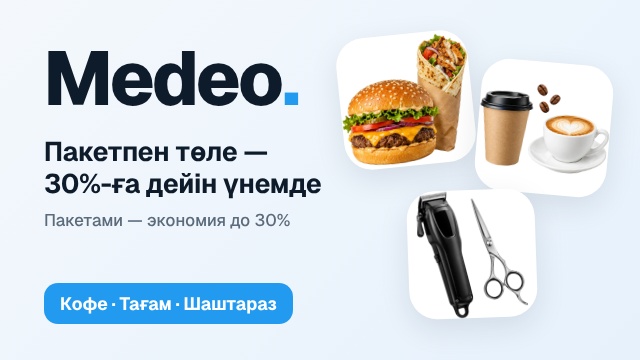 Medeo.
Пакетпен төле —
30%-ға дейін үнемде
Пакетами — экономия до 30%
Кофе · Тағам · Шаштараз